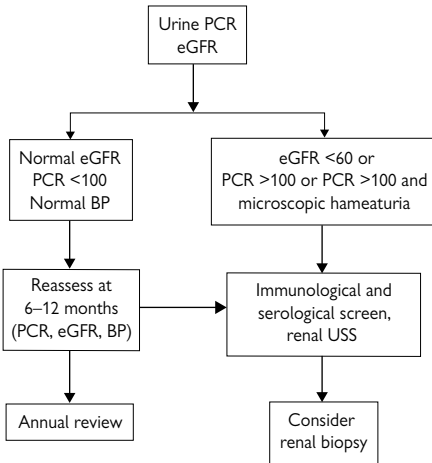 Urine PCR
eGFR
Normal eGFR
PCR <100
Normal BP
eGFR <60 or
PCR >100 or PCR >100 and
microscopic hameaturia
Reassess at
6–12 months
(PCR, eGFR, BP)
Immunological and
serological screen,
renal USS
Annual review
Consider
renal biopsy